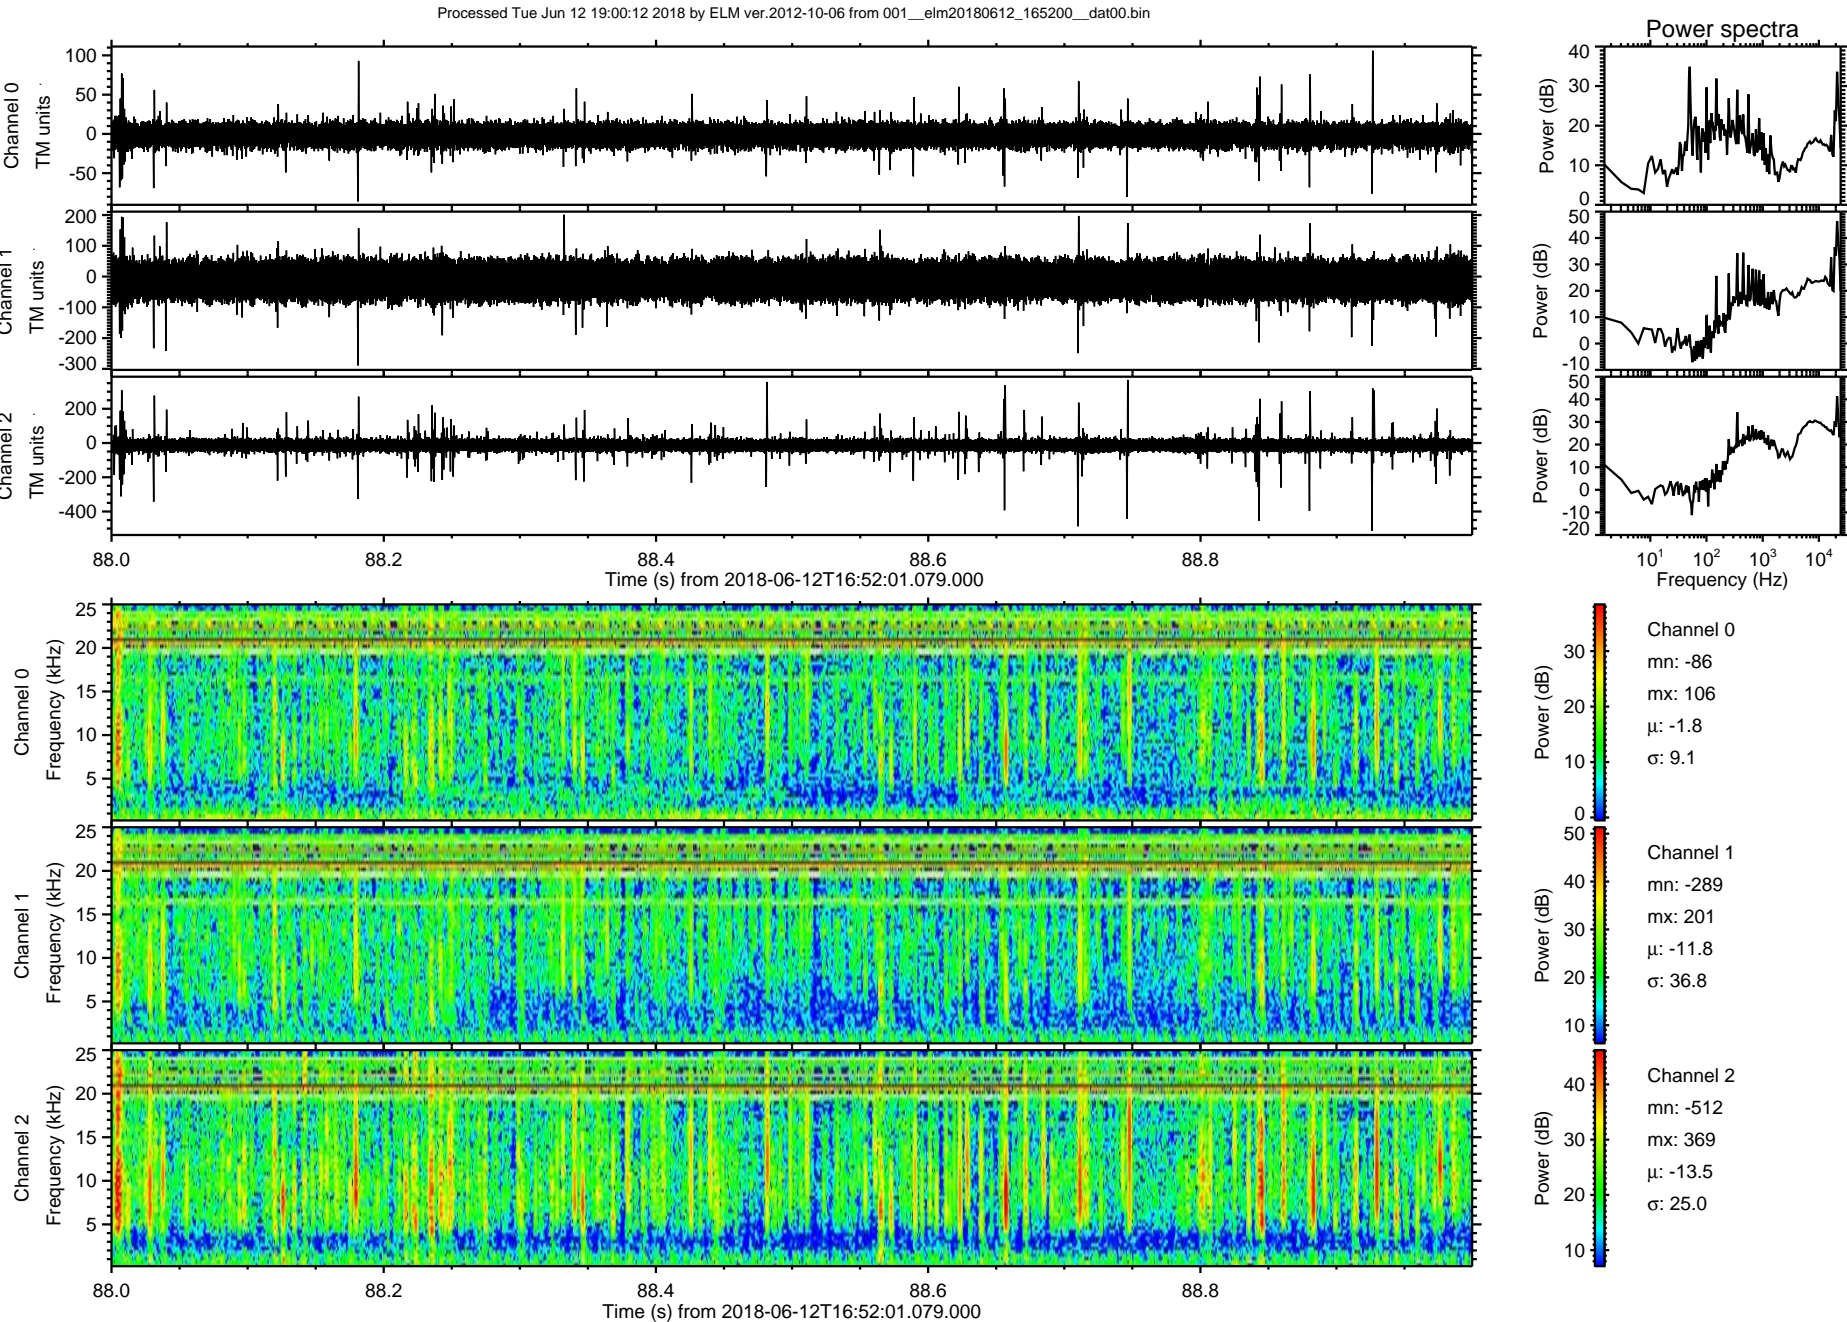 Processed Tue Jun 12 19:00:12 2018 by ELM ver.2012-10-06 from 001__elm20180612_165200__dat00.bin
Power spectra
Channel 0
TM units
100
50
0
-50
Power (dB)
40
30
20
10
0
Channel 1
TM units
200
100
0
-100
-200
-300
Power (dB)
50
40
30
20
10
0
-10
Channel 2
TM units
200
0
-200
-400
Power (dB)
50
40
30
20
10
0
-10
-20
88.0 88.2 88.4 88.6 88.8
Time (s) from 2018-06-12T16:52:01.079.000
10¹ 10² 10³ 10⁴
Frequency (Hz)
Channel 0
Frequency (kHz)
25
20
15
10
5
Power (dB)
30
20
10
0
Channel 0
mn: -86
mx: 106
μ: -1.8
σ: 9.1
Channel 1
Frequency (kHz)
25
20
15
10
5
Power (dB)
50
40
30
20
10
Channel 1
mn: -289
mx: 201
μ: -11.8
σ: 36.8
Channel 2
Frequency (kHz)
25
20
15
10
5
Power (dB)
40
30
20
10
Channel 2
mn: -512
mx: 369
μ: -13.5
σ: 25.0
88.0 88.2 88.4 88.6 88.8
Time (s) from 2018-06-12T16:52:01.079.000